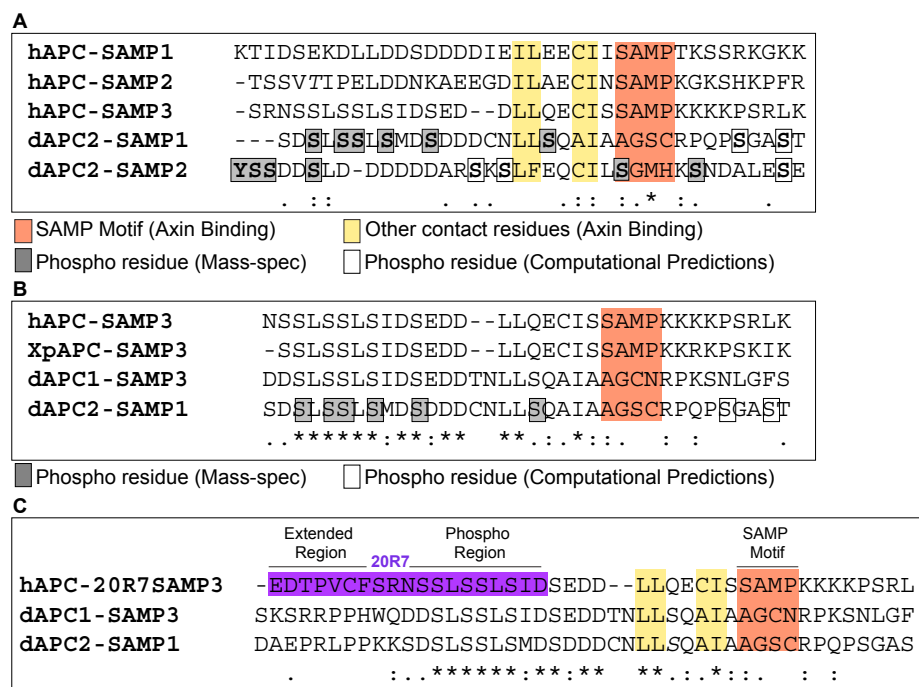 A
hAPC-SAMP1 KTIDSEKDLLDDSDDDDIEILEECIISAMPTKSSRKGKK
hAPC-SAMP2 -TSSVTIPELDDNKAEEGDILAECINSAMPKGKSHKPFR
hAPC-SAMP3 -SRNSSLSSLSIDSED--DLLQECISSAMPKKKKPSRLK
dAPC2-SAMP1 ---SDSLSSLSMDSDDDCNLLSQAIAAGSCRPQPSGAST
dAPC2-SAMP2 YSSDDSLD-DDDDDARSKSLFEQCILSGMHKSNDALESE
. :: . .. .:: :.* :. .
SAMP Motif (Axin Binding) Other contact residues (Axin Binding)
Phospho residue (Mass-spec) Phospho residue (Computational Predictions)
B
hAPC-SAMP3 NSSLSSLSIDSEDD--LLQECISSAMPKKKKPSRLK
XpAPC-SAMP3 -SSLSSLSIDSEDD--LLQECISSAMPKKRKPSKIK
dAPC1-SAMP3 DDSLSSLSIDSEDDTNLLSQAIAAGCNRPKSNLGFS
dAPC2-SAMP1 SDSLSSLSMDSDDDCNLLSQAIAAGSCRPQPSGAST
..******:**:** **.:.*::. : : .
Phospho residue (Mass-spec) Phospho residue (Computational Predictions)
C
Extended Region 20R7 Phospho Region SAMP Motif
hAPC-20R7SAMP3 -EDTPVCFSRNSSLSSLSIDSEDD--LLQECISSAMPKKKKPSRL
dAPC1-SAMP3 SKSRRPPHWQDDSLSSLSIDSEDDTNLLSQAIAAGCNRPKSNLGF
dAPC2-SAMP1 DAEPRLPPKKSDSLSSLSMDSDDDCNLLSQAIAAGSCRPQPSGAS
. :..******:**:** **.:.*:: . : :